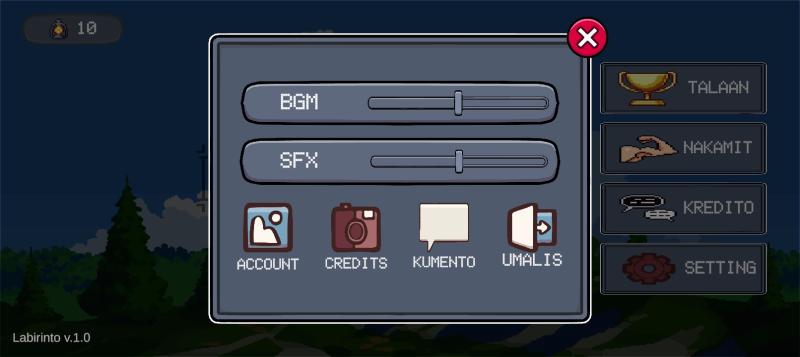 10
BGM
SFX
ACCOUNT
CREDITS
KUMENTO
UMALIS
TALAAN
NAKAMIT
KREDITO
SETTING
Labirinto v.1.0